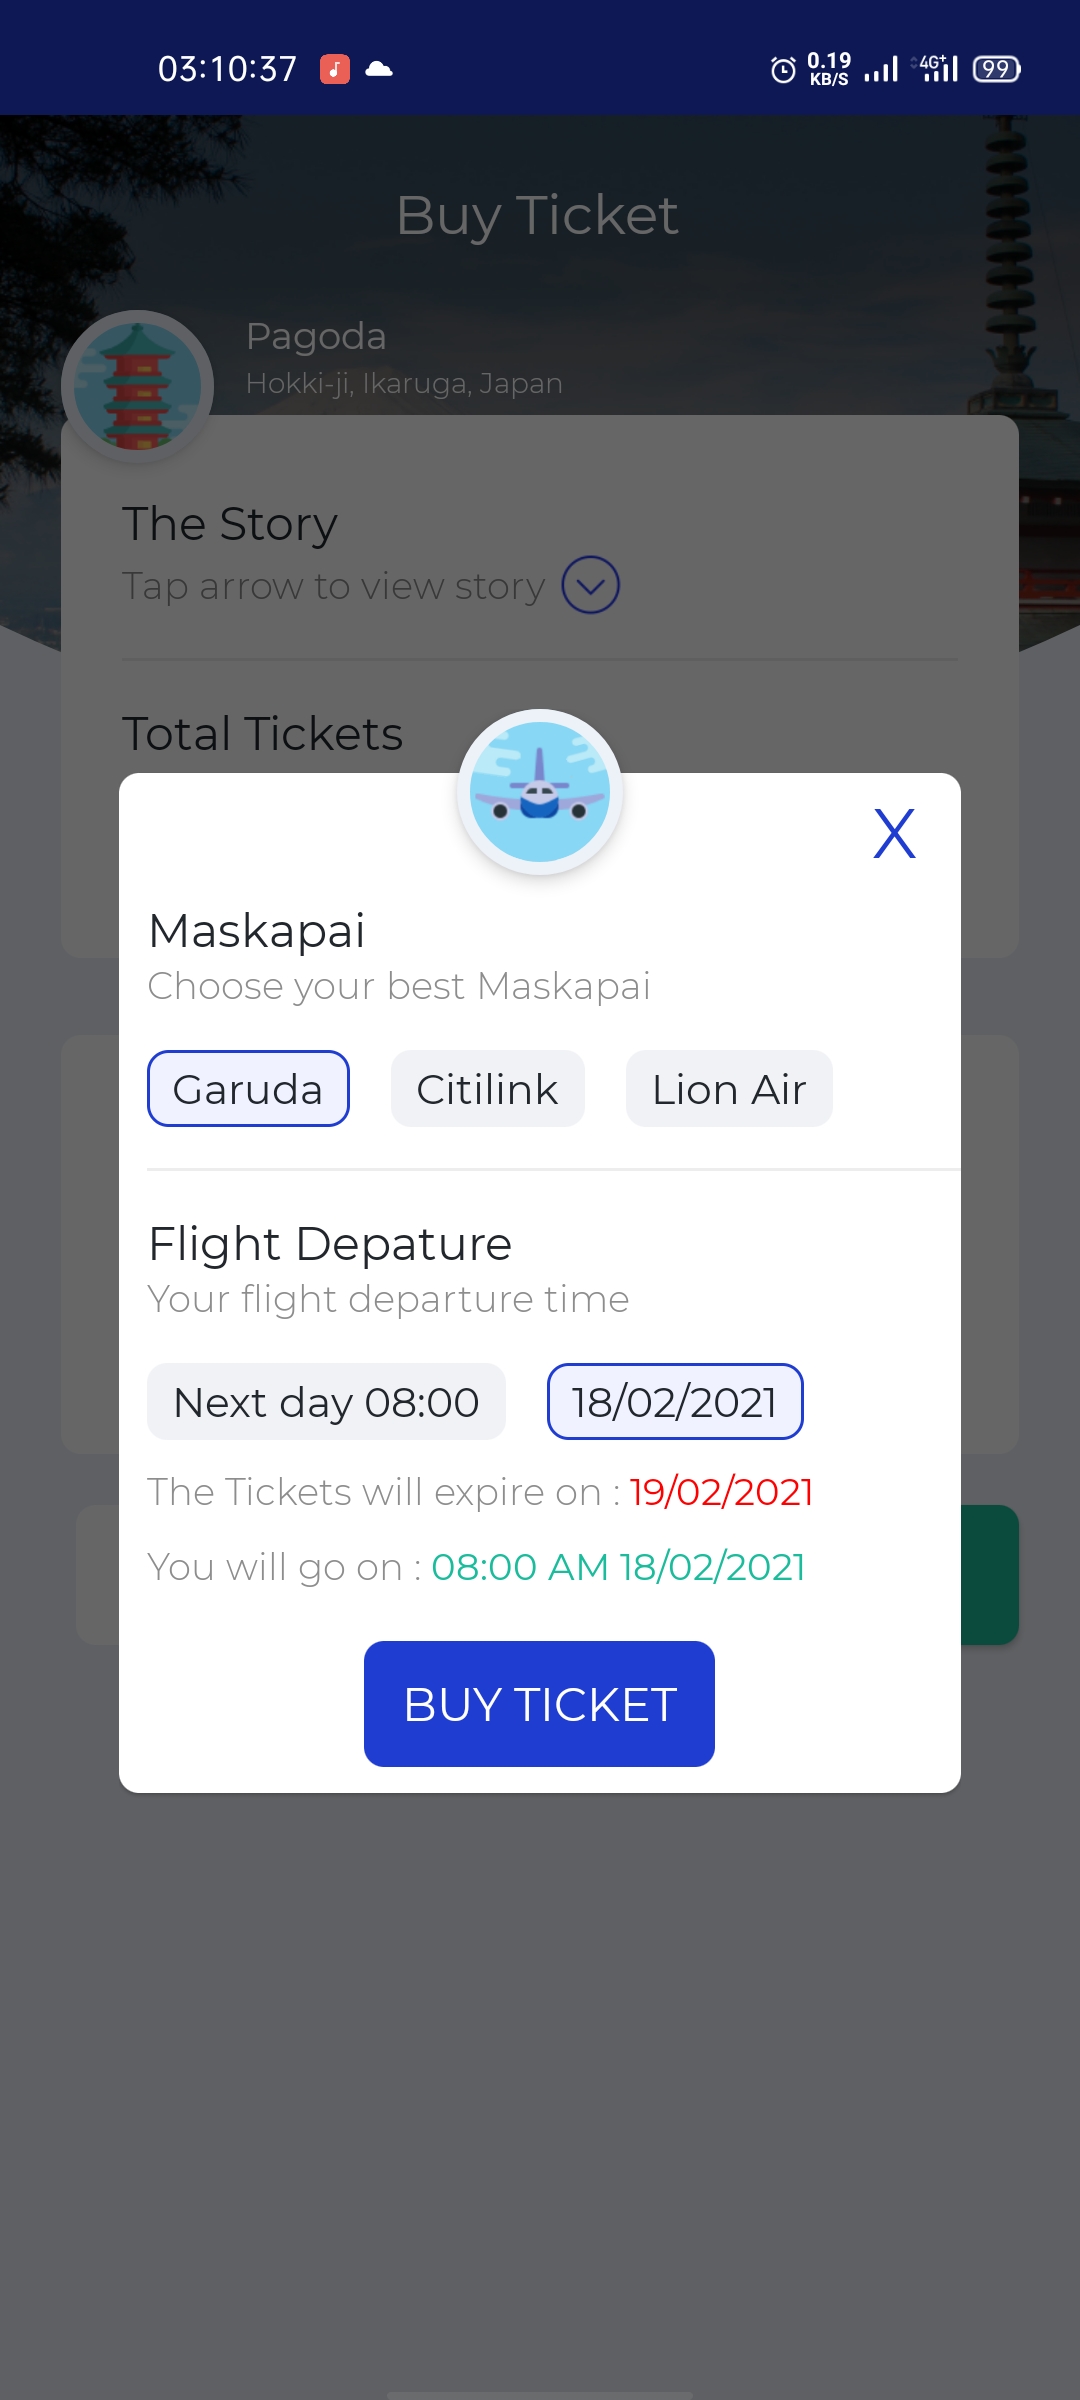 03:10:37 0.19 KB/S 4G+ 99
Buy Ticket
Pagoda
Hokki-ji, Ikaruga, Japan
The Story
Tap arrow to view story
Total Tickets
X
Maskapai
Choose your best Maskapai
Garuda Citilink Lion Air
Flight Depature
Your flight departure time
Next day 08:00 18/02/2021
The Tickets will expire on : 19/02/2021
You will go on : 08:00 AM 18/02/2021
BUY TICKET